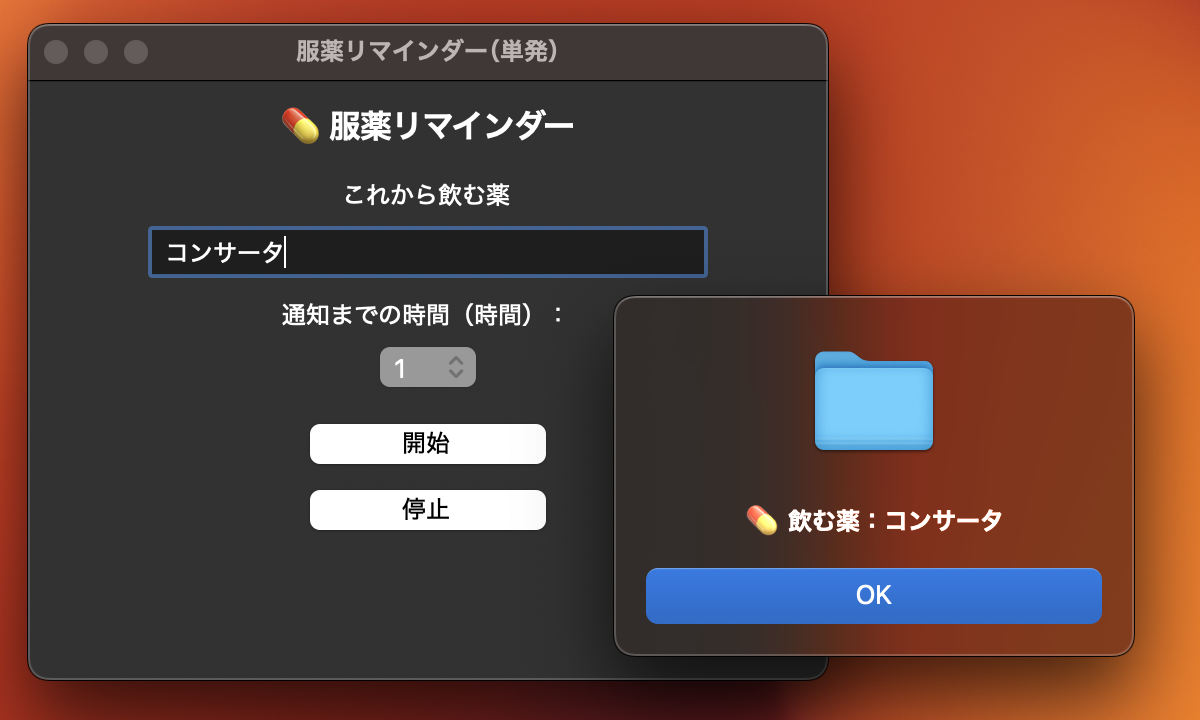 服薬リマインダー(単発)
💊 服薬リマインダー
これから飲む薬
コンサータ
通知までの時間（時間）：
1
開始
停止
💊 飲む薬：コンサータ
OK